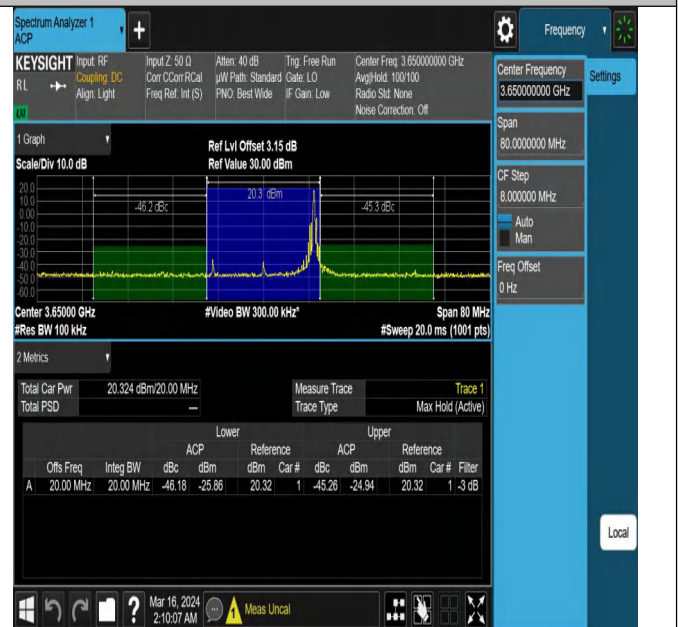 Spectrum Analyzer 1
ACP
+
Frequency
KEYSIGHT Input: RF Input Z: 50 Ω Atten: 40 dB Trig: Free Run Center Freq: 3.650000000 GHz
RL Coupling: DC Corr CCorr RCal µW Path: Standard Gate: LO Avg|Hold: 100/100
Align: Light Freq Ref: Int (S) PNO: Best Wide IF Gain: Low Radio Std: None
Noise Correction: Off
LXI
Center Frequency
3.650000000 GHz
Settings
Span
80.0000000 MHz
CF Step
8.000000 MHz
Auto
Man
Freq Offset
0 Hz
Local
1 Graph
Ref Lvl Offset 3.15 dB
Scale/Div 10.0 dB Ref Value 30.00 dBm
20.0
10.0
0.00
-10.0
-20.0
-30.0
-40.0
-50.0
-60.0
-46.2 dBc
20.3 dBm
-45.3 dBc
Center 3.65000 GHz #Video BW 300.00 kHz* Span 80 MHz
#Res BW 100 kHz #Sweep 20.0 ms (1001 pts)
2 Metrics
Total Car Pwr 20.324 dBm/20.00 MHz Measure Trace Trace 1
Total PSD --- Trace Type Max Hold (Active)
Lower Upper
ACP Reference ACP Reference
Offs Freq Integ BW dBc dBm dBm Car # dBc dBm dBm Car # Filter
A 20.00 MHz 20.00 MHz -46.18 -25.86 20.32 1 -45.26 -24.94 20.32 1 -3 dB
? Mar 16, 2024
2:10:07 AM
1 Meas Uncal